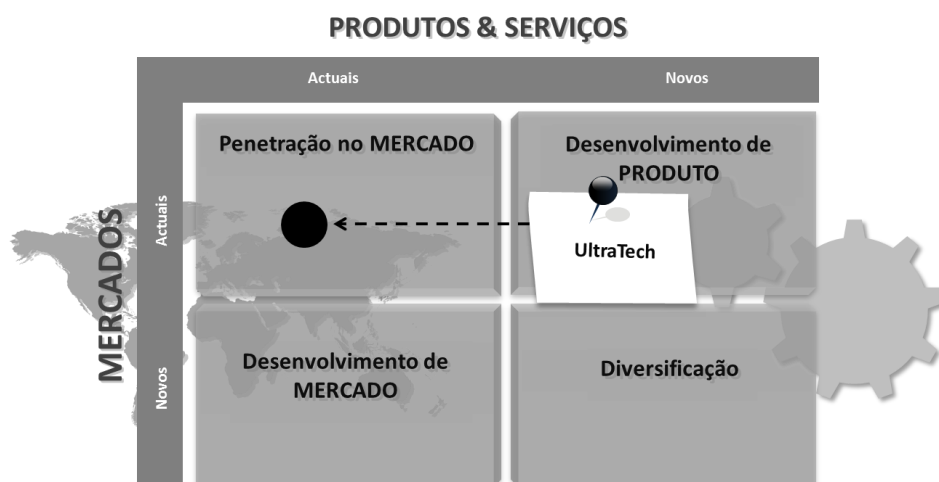 PRODUTOS & SERVIÇOS
Actuais
Novos
Penetração no MERCADO
Desenvolvimento de
PRODUTO
MERCADOS
Actuais
UltraTech
Novos
Desenvolvimento de
MERCADO
Diversificação